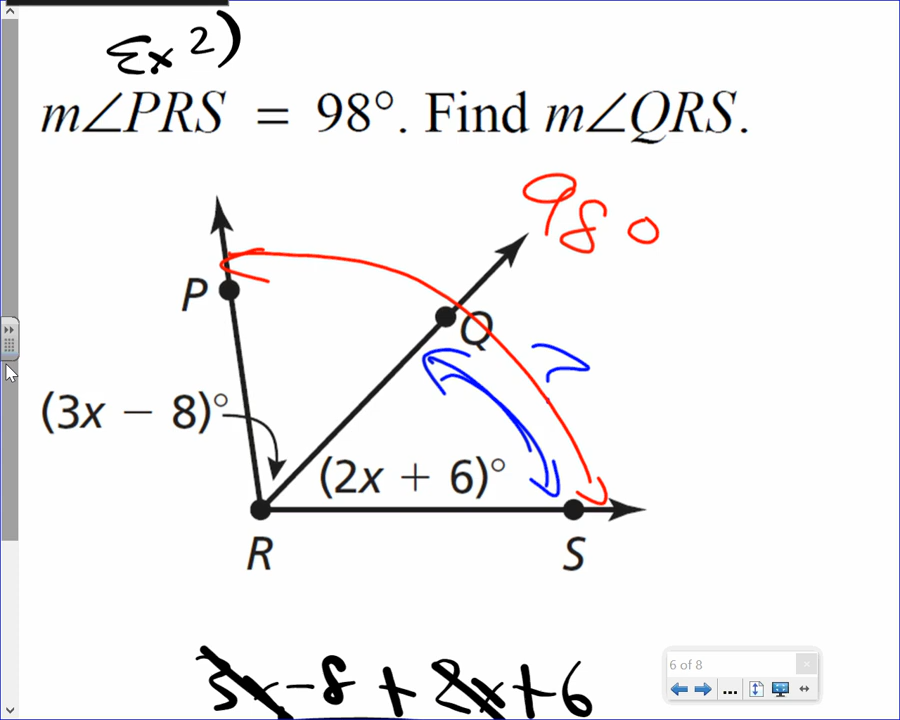 Ex 2)
m∠PRS = 98°. Find m∠QRS.
98°
P
Q
?
(3x − 8)°
(2x + 6)°
R
S
3x - 8 + 2x + 6
6 of 8